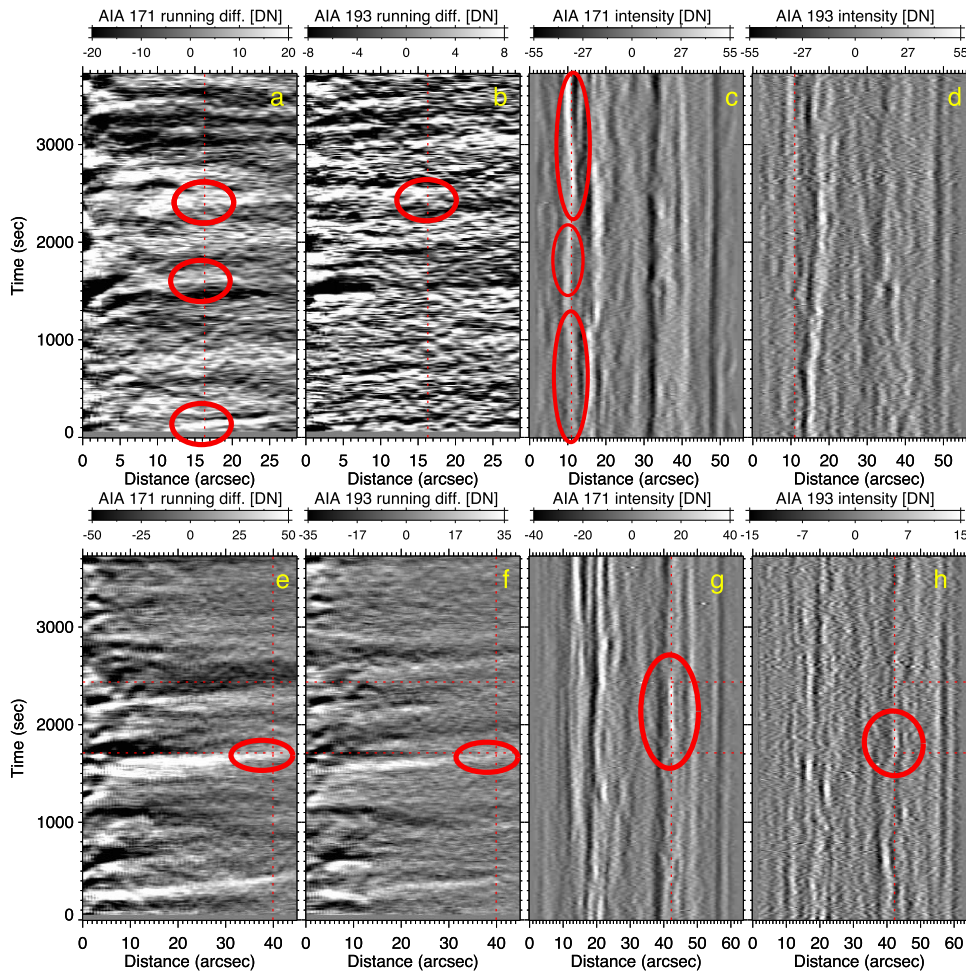 AIA 171 running diff. [DN] AIA 193 running diff. [DN] AIA 171 intensity [DN] AIA 193 intensity [DN]
-20 -10 0 10 20 -8 -4 0 4 8 -55 -27 0 27 55 -55 -27 0 27 55
a b c d
3000
2000
1000
0
Time (sec)
0 5 10 15 20 25 0 5 10 15 20 25 0 10 20 30 40 50 0 10 20 30 40 50
Distance (arcsec) Distance (arcsec) Distance (arcsec) Distance (arcsec)
AIA 171 running diff. [DN] AIA 193 running diff. [DN] AIA 171 intensity [DN] AIA 193 intensity [DN]
-50 -25 0 25 50 -35 -17 0 17 35 -40 -20 0 20 40 -15 -7 0 7 15
e f g h
3000
2000
1000
0
Time (sec)
0 10 20 30 40 0 10 20 30 40 0 10 20 30 40 50 60 0 10 20 30 40 50 60
Distance (arcsec) Distance (arcsec) Distance (arcsec) Distance (arcsec)